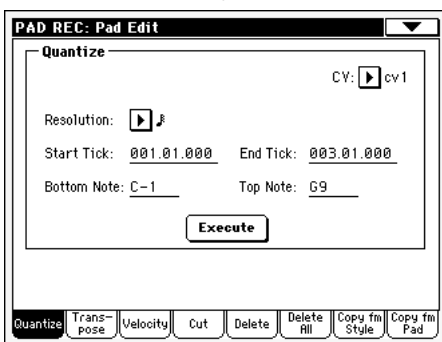 PAD REC: Pad Edit
Quantize
CV: cv1
Resolution:
Start Tick: 001.01.000 End Tick: 003.01.000
Bottom Note: C-1 Top Note: G9
Execute
Quantize Trans-pose Velocity Cut Delete Delete All Copy fm Style Copy fm Pad